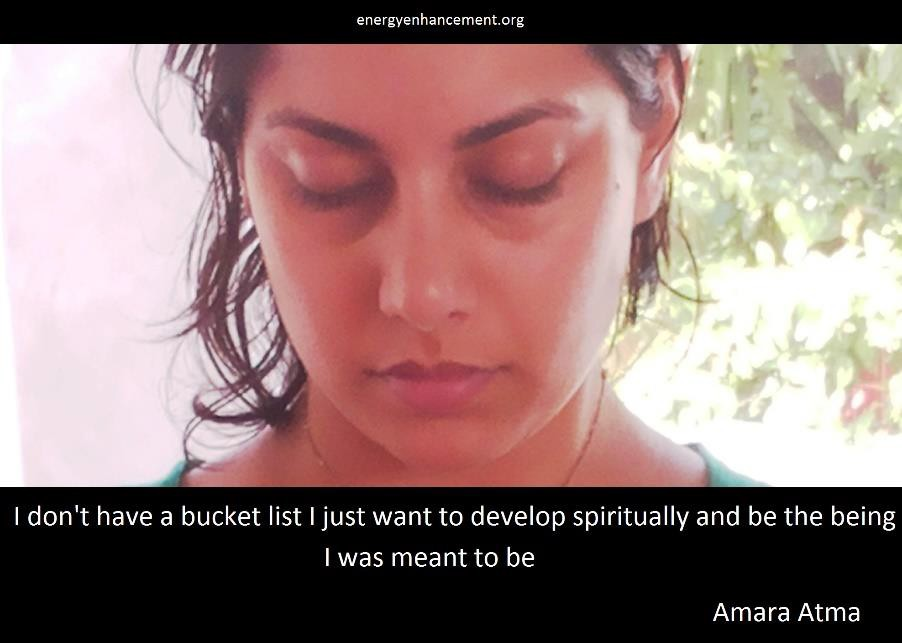 energyenhancement.org
I don't have a bucket list I just want to develop spiritually and be the being
I was meant to be
Amara Atma